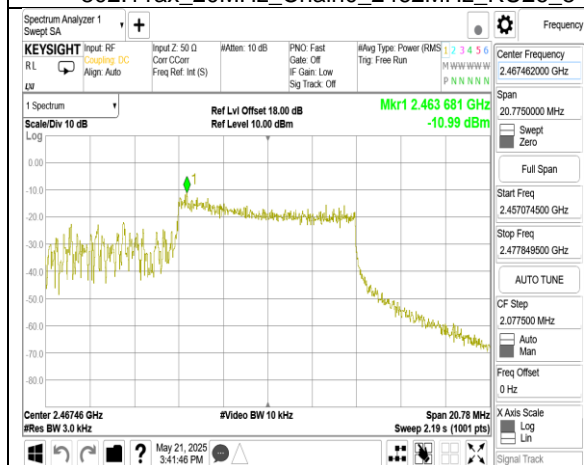 Spectrum Analyzer 1
Swept SA
Frequency
KEYSIGHT
RL
Input: RF
Coupling: DC
Align: Auto
Input Z: 50 Ω
Corr CCorr
Freq Ref: Int (S)
#Atten: 10 dB
PNO: Fast
Gate: Off
IF Gain: Low
Sig Track: Off
#Avg Type: Power (RMS
Trig: Free Run
1 2 3 4 5 6
M W W W W W
P N N N N N
1 Spectrum
Scale/Div 10 dB
Ref Lvl Offset 18.00 dB
Ref Level 10.00 dBm
Mkr1 2.463 681 GHz
-10.99 dBm
Log
0.00
-10.0
-20.0
-30.0
-40.0
-50.0
-60.0
-70.0
-80.0
1
Center 2.46746 GHz
#Res BW 3.0 kHz
#Video BW 10 kHz
Span 20.78 MHz
Sweep 2.19 s (1001 pts)
May 21, 2025
3:41:46 PM
Center Frequency
2.467462000 GHz
Span
20.7750000 MHz
Swept
Zero
Full Span
Start Freq
2.457074500 GHz
Stop Freq
2.477849500 GHz
AUTO TUNE
CF Step
2.077500 MHz
Auto
Man
Freq Offset
0 Hz
X Axis Scale
Log
Lin
Signal Track